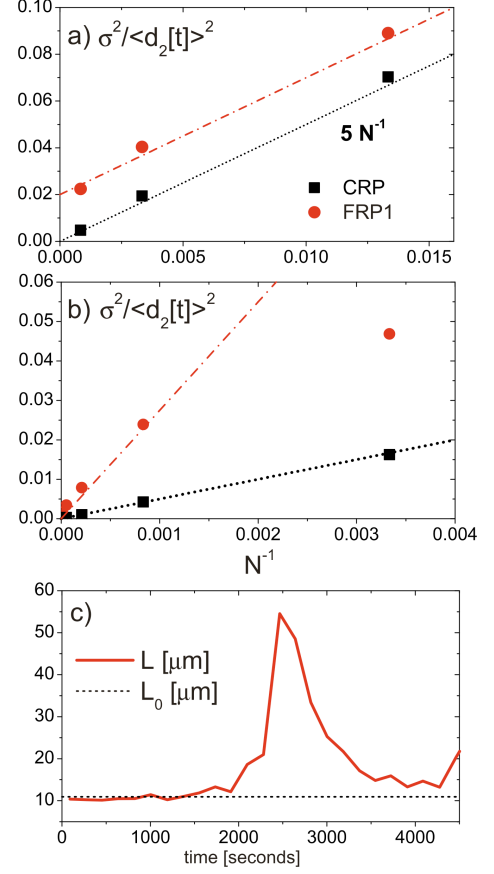 0.10
a) σ²/<d₂[t]>²
0.08
0.06
5 N⁻¹
0.04
CRP
0.02
FRP1
0.00
0.000 0.005 0.010 0.015
0.06
b) σ²/<d₂[t]>²
0.05
0.04
0.03
0.02
0.01
0.00
0.000 0.001 0.002 0.003 0.004
N⁻¹
60
c)
50
L [μm]
40
L₀ [μm]
30
20
10
0 1000 2000 3000 4000
time [seconds]